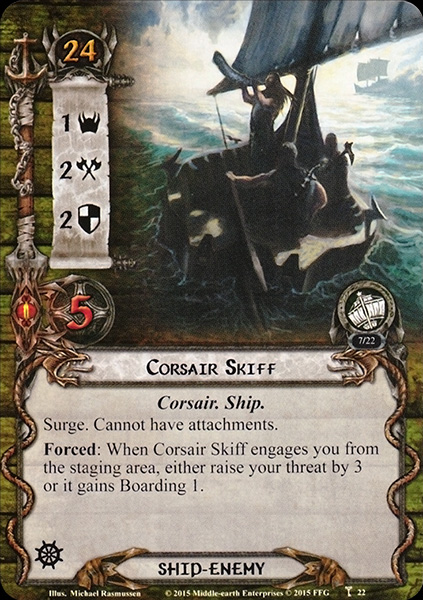 24
1
2
2
5
7/22
Corsair Skiff
Corsair. Ship.
Surge. Cannot have attachments.
Forced: When Corsair Skiff engages you from
the staging area, either raise your threat by 3
or it gains Boarding 1.
SHIP-ENEMY
Illus. Michael Rasmussen © 2015 Middle-earth Enterprises © 2015 FFG 22